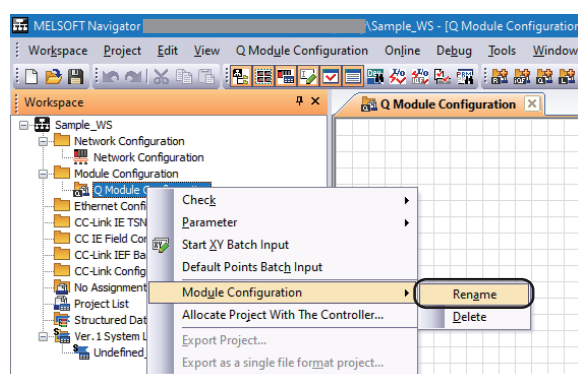 MELSOFT Navigator \Sample_WS - [Q Module Configuration
Workspace Project Edit View Q Module Configuration Online Debug Tools Window
Workspace
Q Module Configuration
Sample_WS
Network Configuration
Network Configuration
Module Configuration
Q Module
Ethernet Confi
CC-Link IE TSN
CC IE Field Cor
CC-Link IEF Ba
CC-Link Config
No Assignment
Project List
Structured Dat
Ver.1 System L
Undefined_
Check
Parameter
Start XY Batch Input
Default Points Batch Input
Module Configuration
Allocate Project With The Controller...
Export Project...
Export as a single file format project...
Rename
Delete